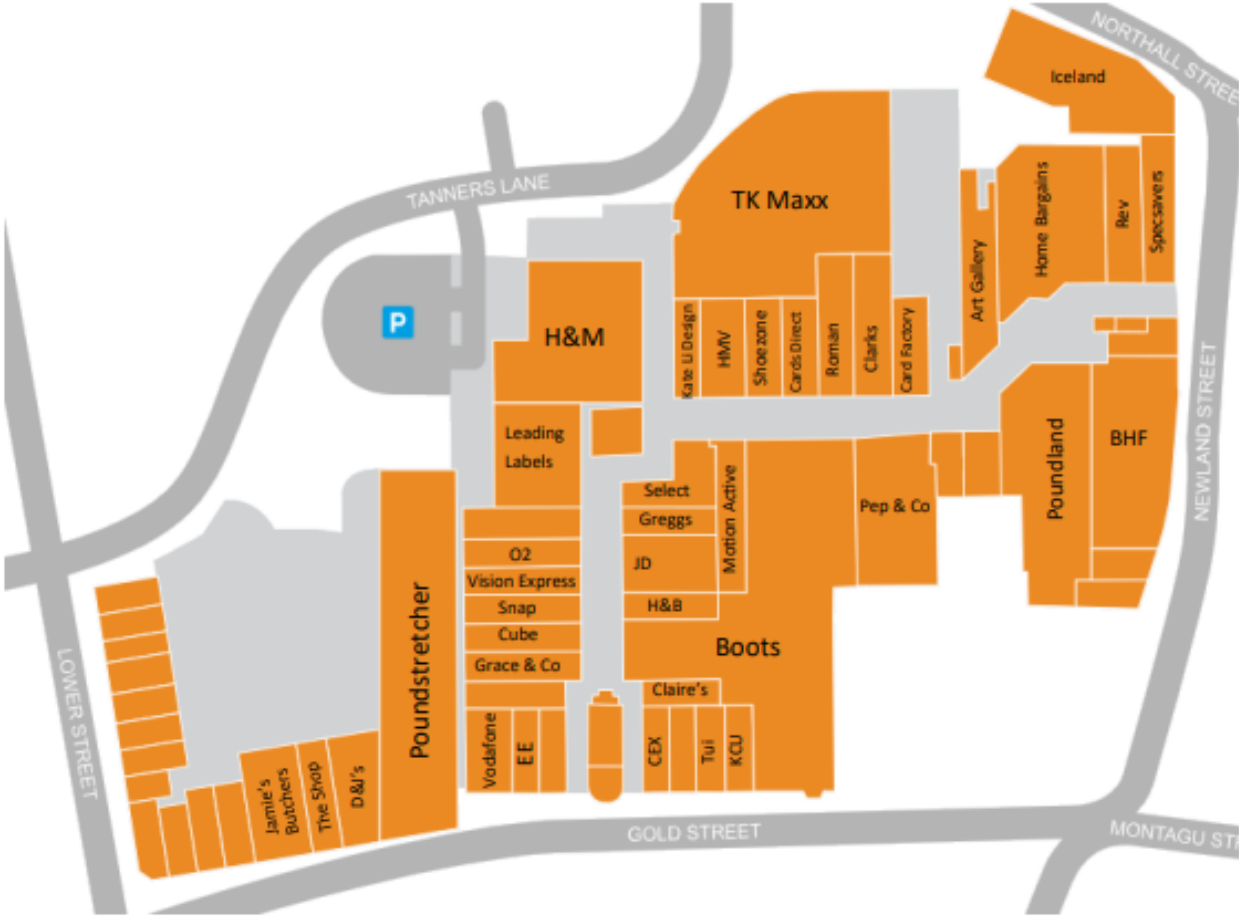 NORTHALL STREE
Iceland
TANNERS LANE
TK Maxx
Home Bargains
Rev
Specsavers
Art Gallery
P
H&M
Kate Li Design
HMV
Shoezone
Cards Direct
Roman
Clarks
Card Factory
NEWLAND STREET
Leading
Labels
Poundland
BHF
Select
Greggs
Motion Active
Pep & Co
O2
JD
Vision Express
Snap
H&B
Cube
Boots
Grace & Co
Poundstretcher
LOWER STREET
Claire's
Vodafone
EE
CEX
Tui
KCU
Jamie's
Butchers
The Shop
D&J's
GOLD STREET
MONTAGU STR